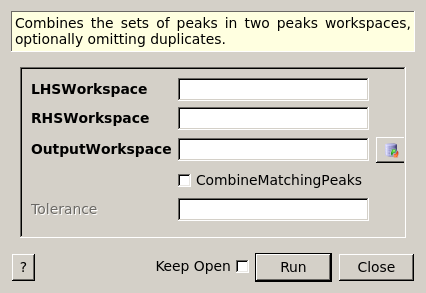 Combines the sets of peaks in two peaks workspaces,
optionally omitting duplicates.
LHSWorkspace
RHSWorkspace
OutputWorkspace
CombineMatchingPeaks
Tolerance
? Keep Open Run Close